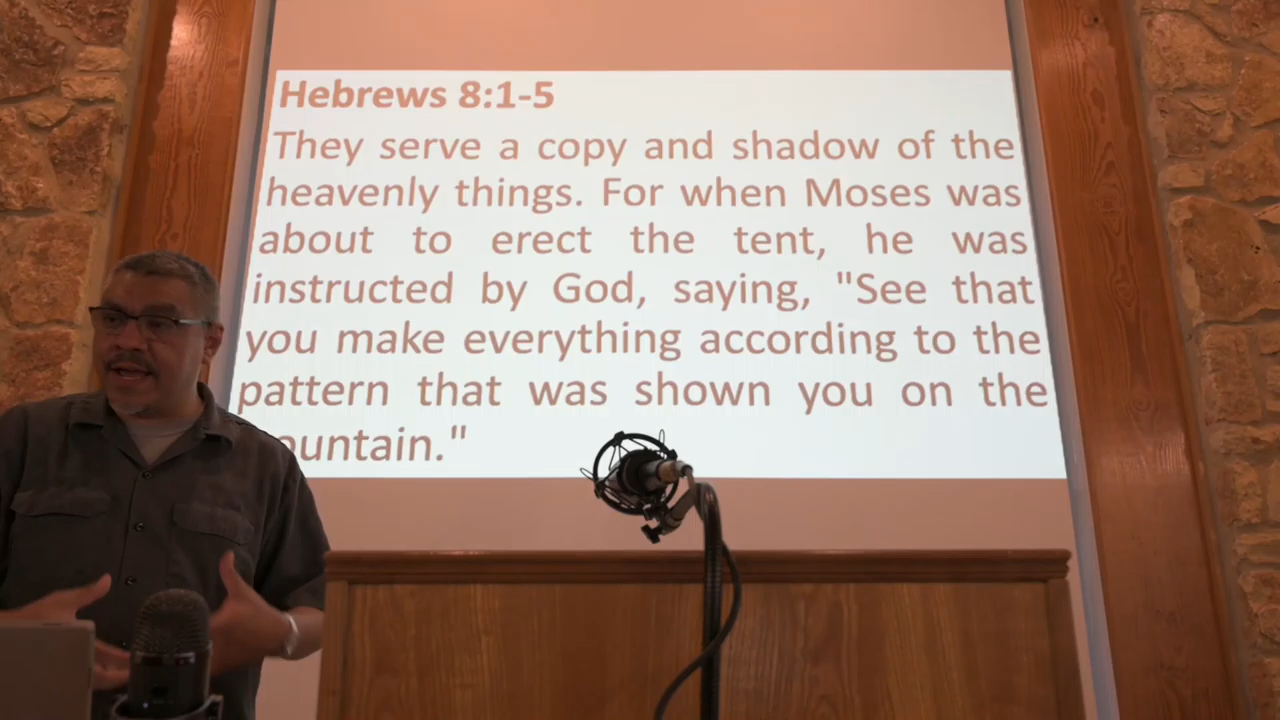 Hebrews 8:1-5
They serve a copy and shadow of the
heavenly things. For when Moses was
about to erect the tent, he was
instructed by God, saying, "See that
you make everything according to the
pattern that was shown you on the
ountain."